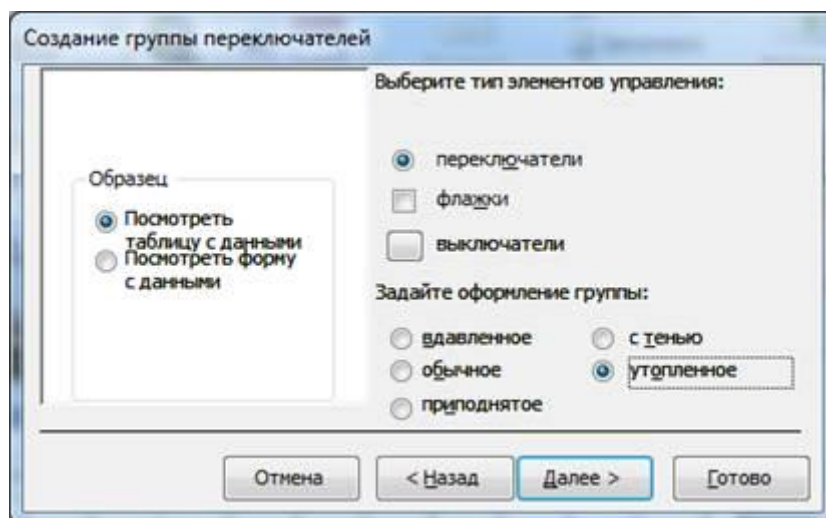 Создание группы переключателей
Выберите тип элементов управления:
переключатели
флажки
выключатели
Образец
Посмотреть
таблицу с данными
Посмотреть форму
с данными
Задайте оформление группы:
вдавленное
с тенью
обычное
утопленное
приподнятое
Отмена
< Назад
Далее >
Готово